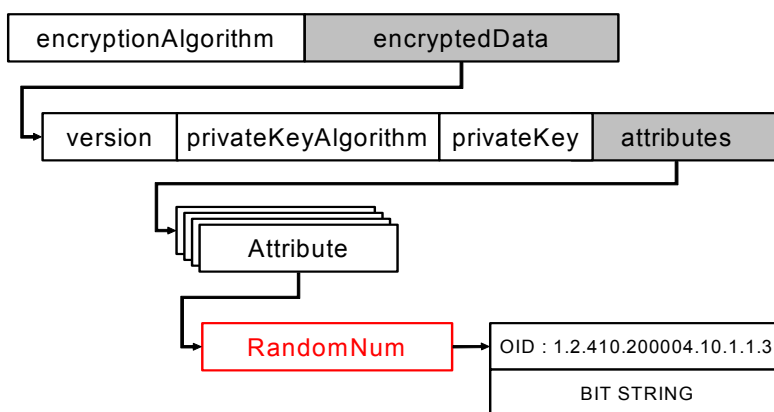 encryptionAlgorithm encryptedData
version privateKeyAlgorithm privateKey attributes
Attribute
RandomNum OID : 1.2.410.200004.10.1.1.3
BIT STRING